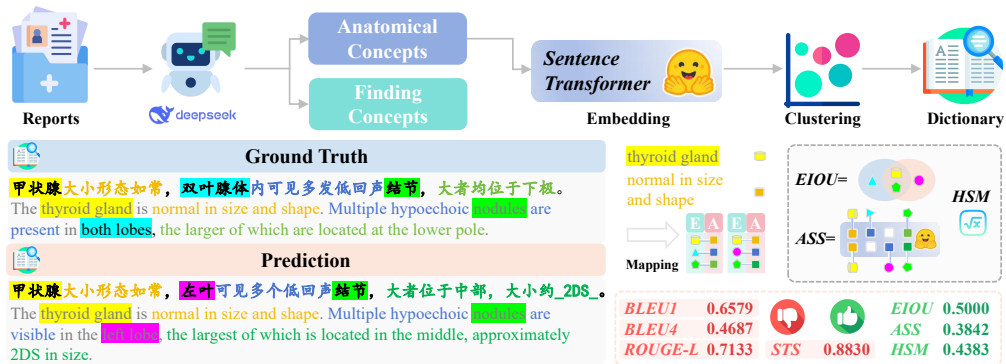 Anatomical
Concepts
Finding
Concepts
Sentence
Transformer
Reports
deepseek
Embedding
Clustering
Dictionary
Ground Truth
甲状腺大小形态如常，双叶腺体内可见多发低回声结节，大者均位于下极。
The thyroid gland is normal in size and shape. Multiple hypoechoic nodules are
present in both lobes, the larger of which are located at the lower pole.
Prediction
甲状腺大小形态如常，左叶可见多个低回声结节，大者位于中部，大小约_2DS_。
The thyroid gland is normal in size and shape. Multiple hypoechoic nodules are
visible in the left lobe, the largest of which is located in the middle, approximately
2DS in size.
thyroid gland
normal in size
and shape
E A E A
Mapping
EIOU=
HSM
√x
ASS=
BLEU1 0.6579
BLEU4 0.4687
ROUGE-L 0.7133
STS 0.8830
EIOU 0.5000
ASS 0.3842
HSM 0.4383